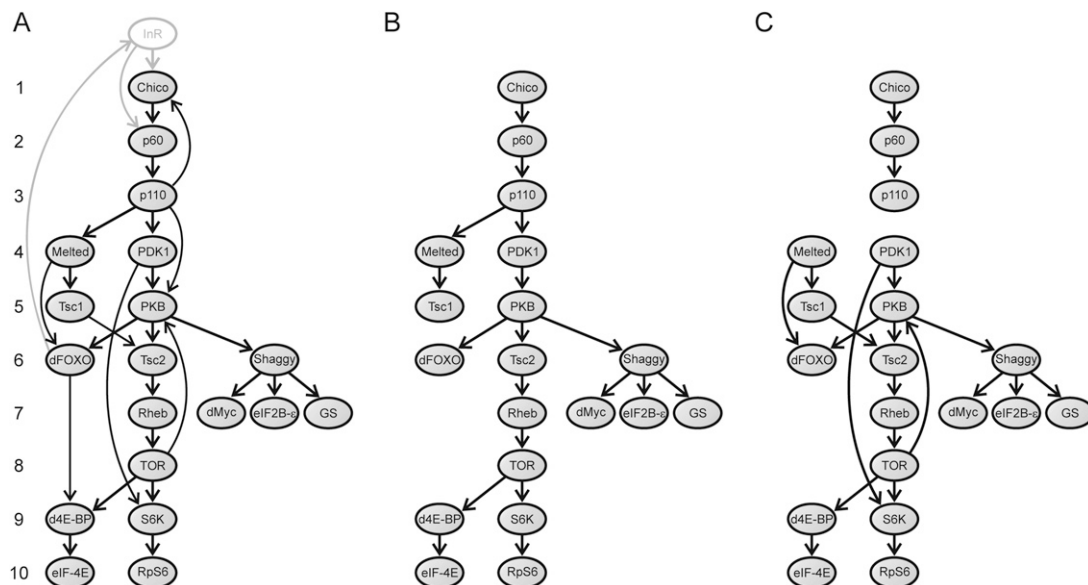 A B C
InR
1 Chico Chico Chico
2 p60 p60 p60
3 p110 p110 p110
4 Melted PDK1 Melted PDK1 Melted PDK1
5 Tsc1 PKB Tsc1 PKB Tsc1 PKB
6 dFOXO Tsc2 Shaggy dFOXO Tsc2 Shaggy dFOXO Tsc2 Shaggy
7 Rheb dMyc eIF2B-ε GS Rheb dMyc eIF2B-ε GS Rheb dMyc eIF2B-ε GS
8 TOR TOR TOR
9 d4E-BP S6K d4E-BP S6K d4E-BP S6K
10 eIF-4E RpS6 eIF-4E RpS6 eIF-4E RpS6